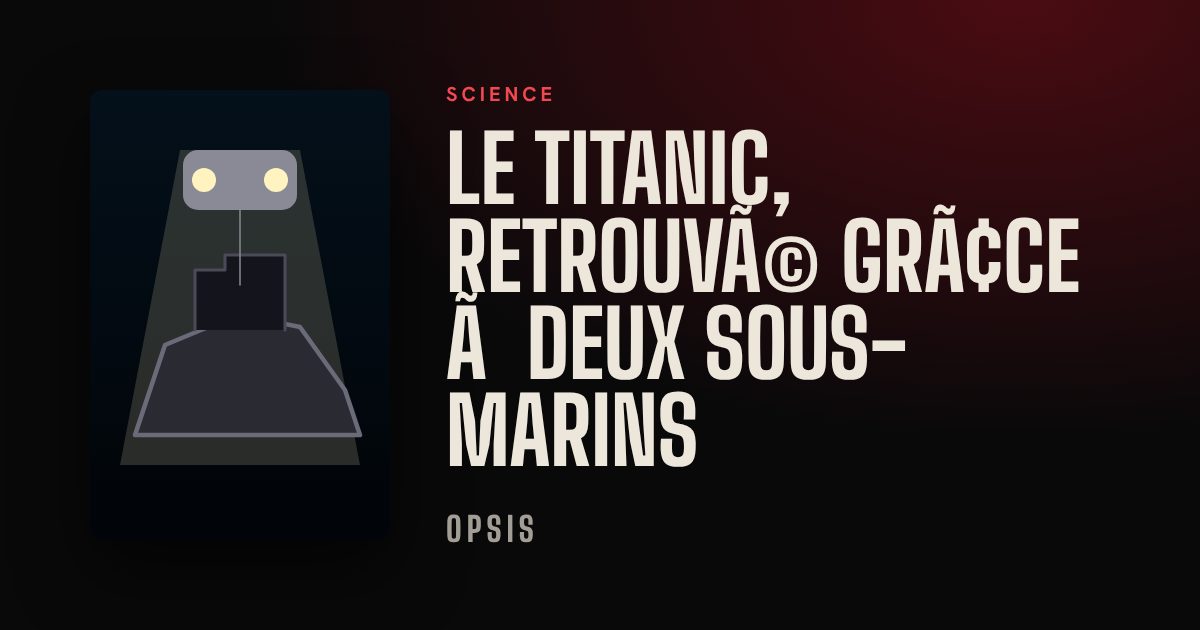 SCIENCE
LE TITANIC,
RETROUVÃ© GRÃ¢CE
Ã  DEUX SOUS-
MARINS
OPSIS